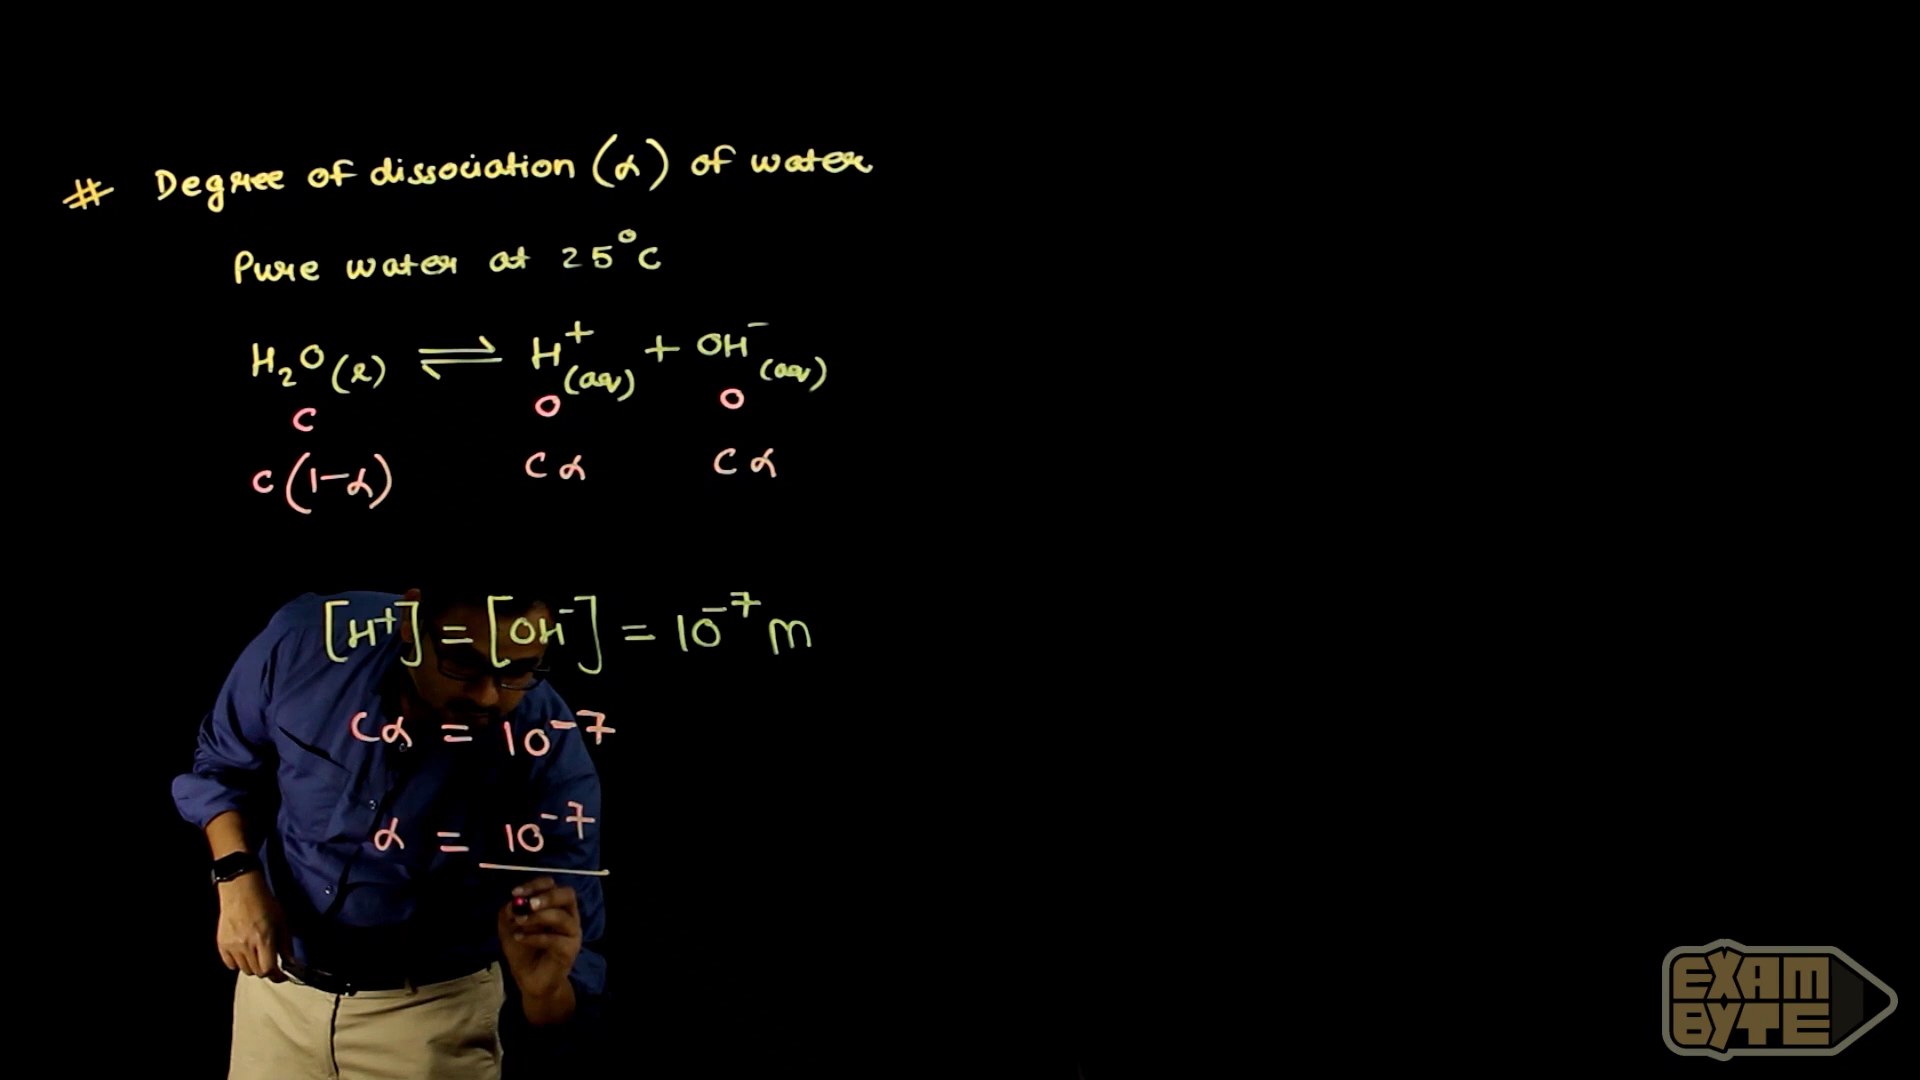 # Degree of dissociation (α) of water
Pure water at 25°C
H₂O(l) ⇌ H⁺(aq) + OH⁻(aq)
C 0 0
C(1-α) Cα Cα
[H⁺] = [OH⁻] = 10⁻⁷ m
Cα = 10⁻⁷
α = 10⁻⁷
EXAM
BYTE